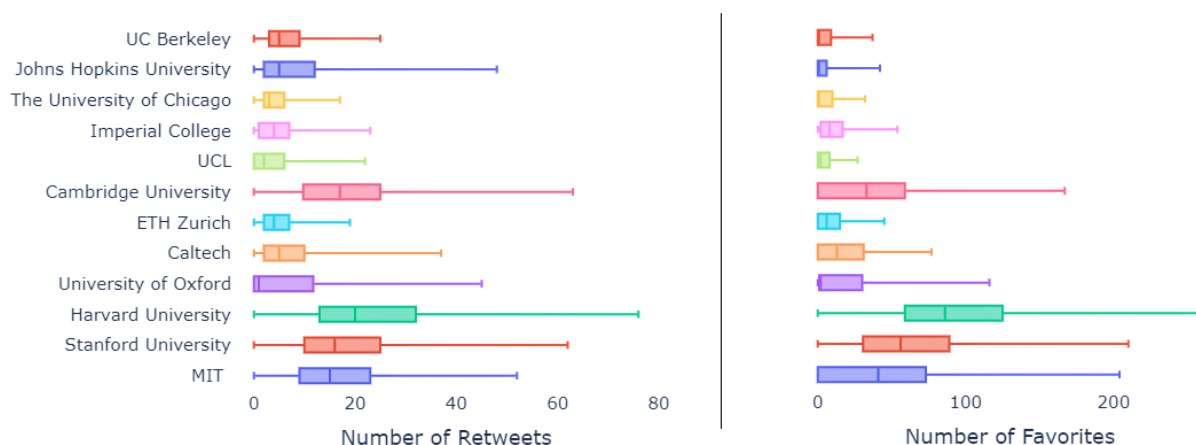 UC Berkeley
Johns Hopkins University
The University of Chicago
Imperial College
UCL
Cambridge University
ETH Zurich
Caltech
University of Oxford
Harvard University
Stanford University
MIT
0 20 40 60 80 0 100 200
Number of Retweets Number of Favorites